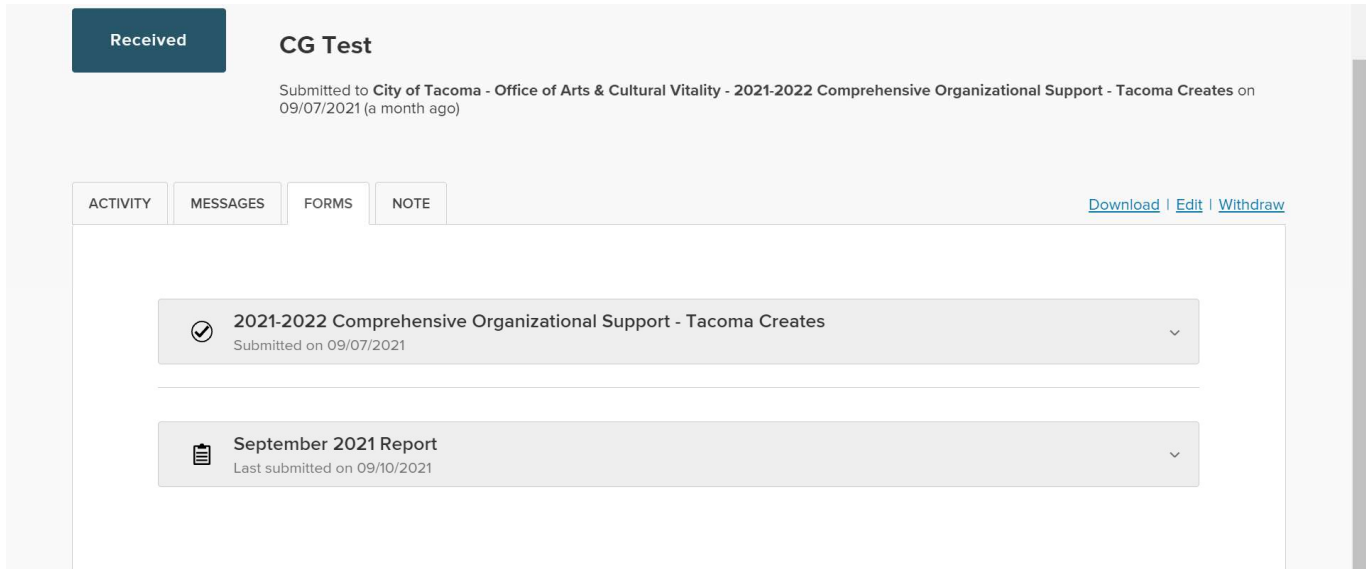 Received
CG Test
Submitted to City of Tacoma - Office of Arts & Cultural Vitality - 2021-2022 Comprehensive Organizational Support - Tacoma Creates on
09/07/2021 (a month ago)
ACTIVITY MESSAGES FORMS NOTE Download | Edit | Withdraw
2021-2022 Comprehensive Organizational Support - Tacoma Creates
Submitted on 09/07/2021
September 2021 Report
Last submitted on 09/10/2021